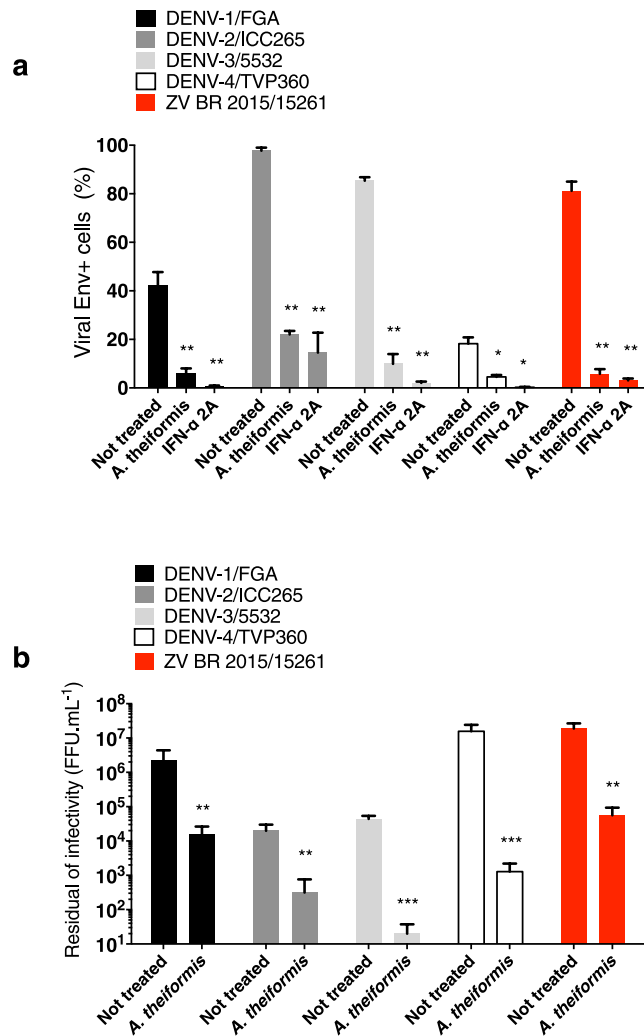 a
DENV-1/FGA
DENV-2/ICC265
DENV-3/5532
DENV-4/TVP360
ZV BR 2015/15261
Viral Env+ cells (%)
100
80
60
40
20
0
** ** ** ** ** ** * * ** **
Not treated A. theiformis IFN-α 2A Not treated A. theiformis IFN-α 2A Not treated A. theiformis IFN-α 2A Not treated A. theiformis IFN-α 2A Not treated A. theiformis IFN-α 2A
b
DENV-1/FGA
DENV-2/ICC265
DENV-3/5532
DENV-4/TVP360
ZV BR 2015/15261
Residual of infectivity (FFU.mL⁻¹)
10⁷
10⁶
10⁵
10⁴
10³
10²
10¹
** ** *** *** **
Not treated A. theiformis Not treated A. theiformis Not treated A. theiformis Not treated A. theiformis Not treated A. theiformis